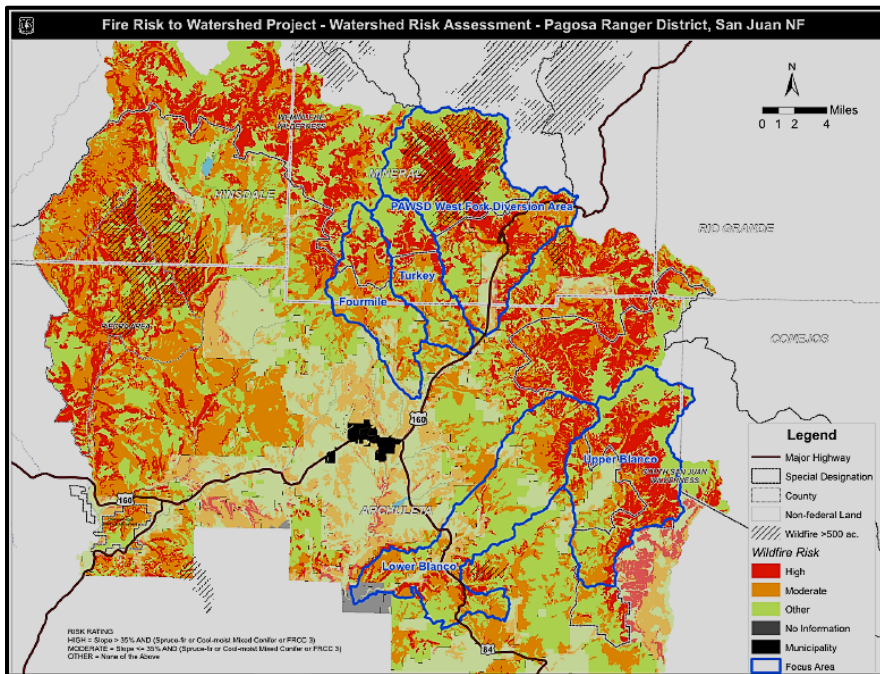 Fire Risk to Watershed Project - Watershed Risk Assessment - Pagosa Ranger District, San Juan NF
N
Miles
0 1 2 4
WEMINUCHE WILDERNESS
MINERAL
HINSDALE
PAWSD West Fork Diversion Area
RIO GRANDE
Turkey
Fourmile
PIEDRA AREA
CONEJOS
160
Upper Blanco
SOUTH SAN JUAN WILDERNESS
160
ARCHULETA
Lower Blanco
84
Legend
Major Highway
Special Designation
County
Non-federal Land
Wildfire >500 ac.
Wildfire Risk
High
Moderate
Other
No Information
Municipality
Focus Area
RISK RATING
HIGH = Slope > 35% AND (Spruce-fir or Cool-moist Mixed Conifer or FRCC 3)
MODERATE = Slope <= 35% AND (Spruce-fir or Cool-moist Mixed Conifer or FRCC 3)
OTHER = None of the Above